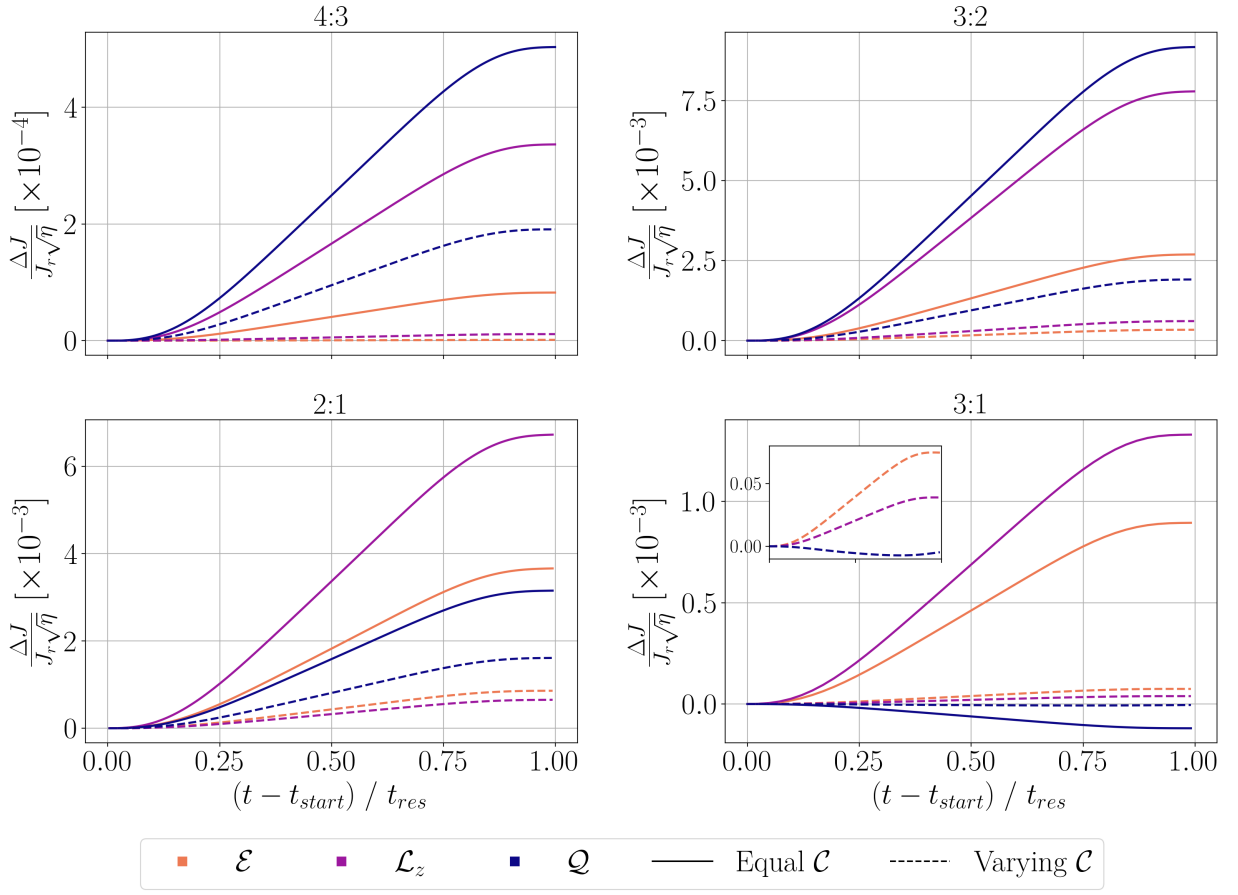 4:3
ΔJ / J_r√η [×10⁻⁴]
4
2
0
3:2
ΔJ / J_r√η [×10⁻³]
7.5
5.0
2.5
0.0
2:1
ΔJ / J_r√η [×10⁻³]
6
4
2
0
0.00 0.25 0.50 0.75 1.00
(t − t_start) / t_res
3:1
ΔJ / J_r√η [×10⁻³]
1.0
0.5
0.0
0.05
0.00
0.00 0.25 0.50 0.75 1.00
(t − t_start) / t_res
ℰ ℒ_z 𝒬 Equal 𝒞 Varying 𝒞